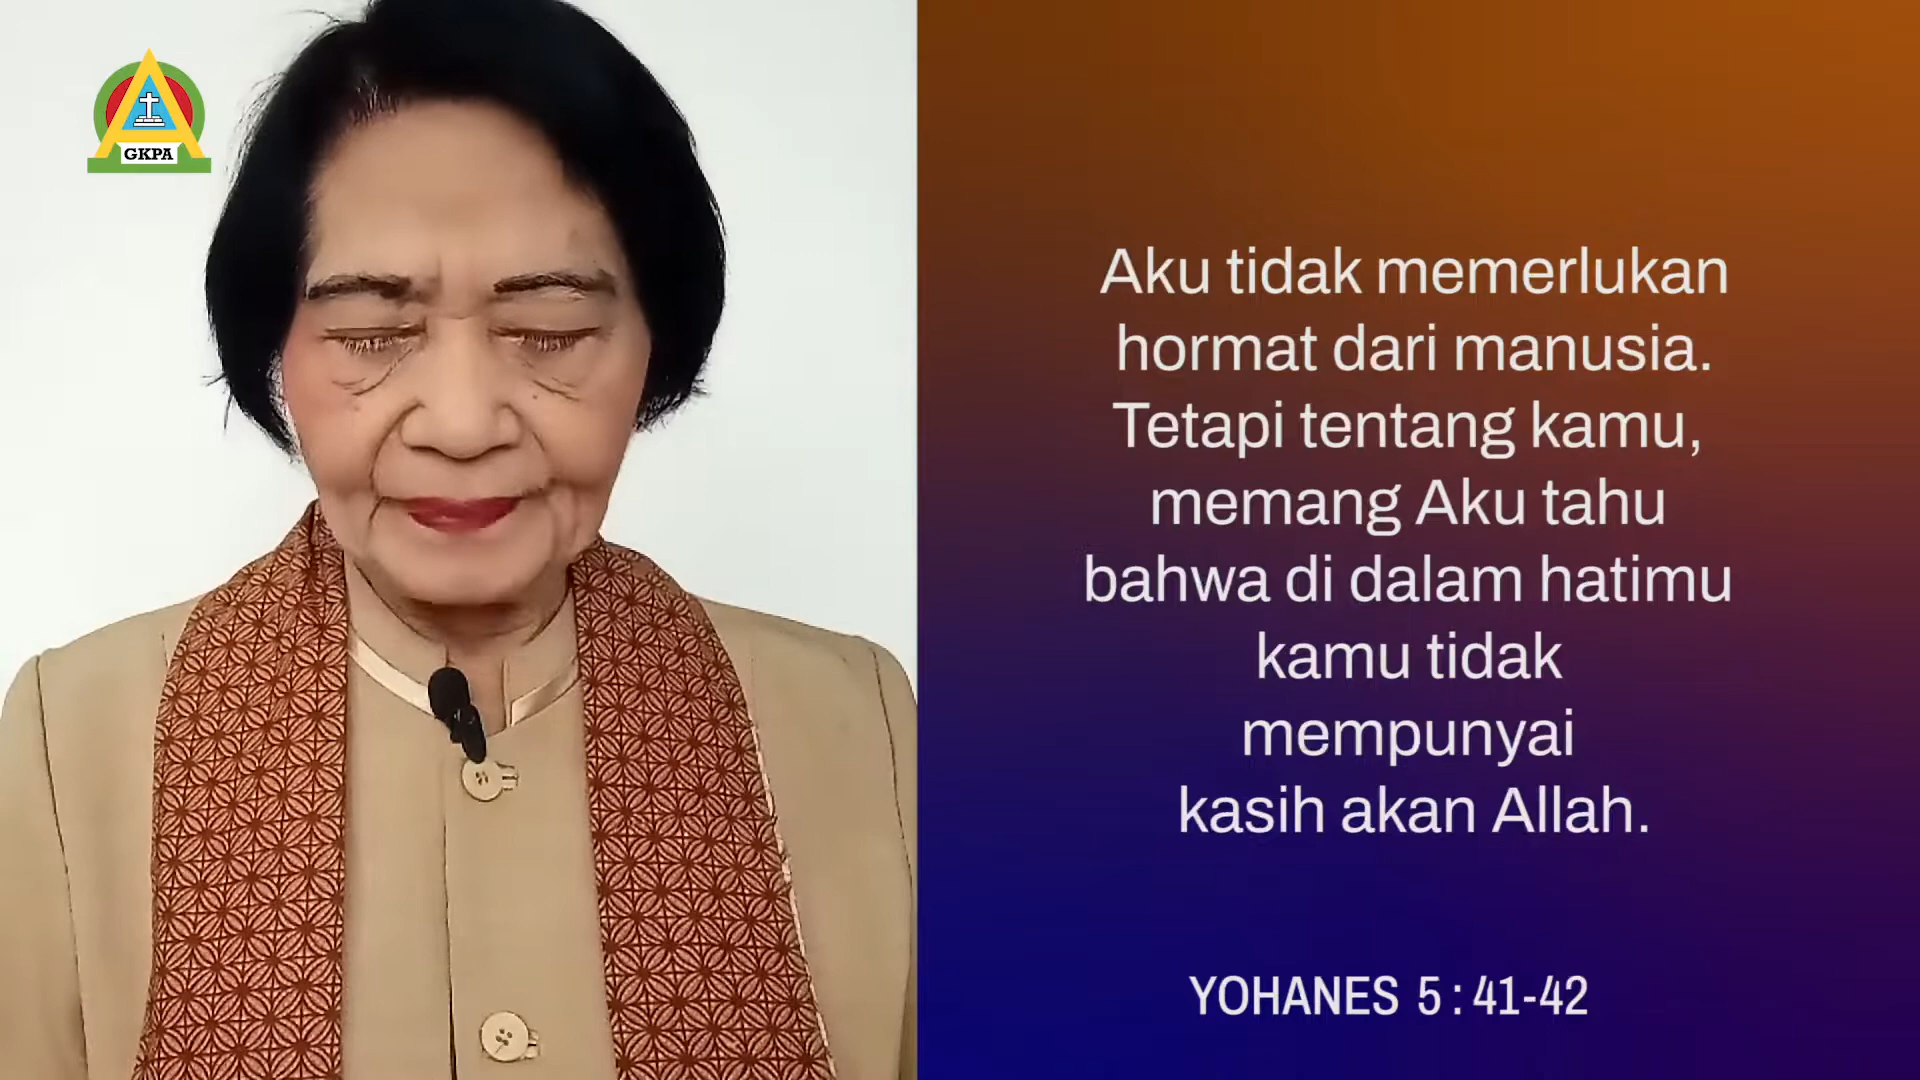 GKPA
Aku tidak memerlukan
hormat dari manusia.
Tetapi tentang kamu,
memang Aku tahu
bahwa di dalam hatimu
kamu tidak
mempunyai
kasih akan Allah.
YOHANES 5 : 41-42